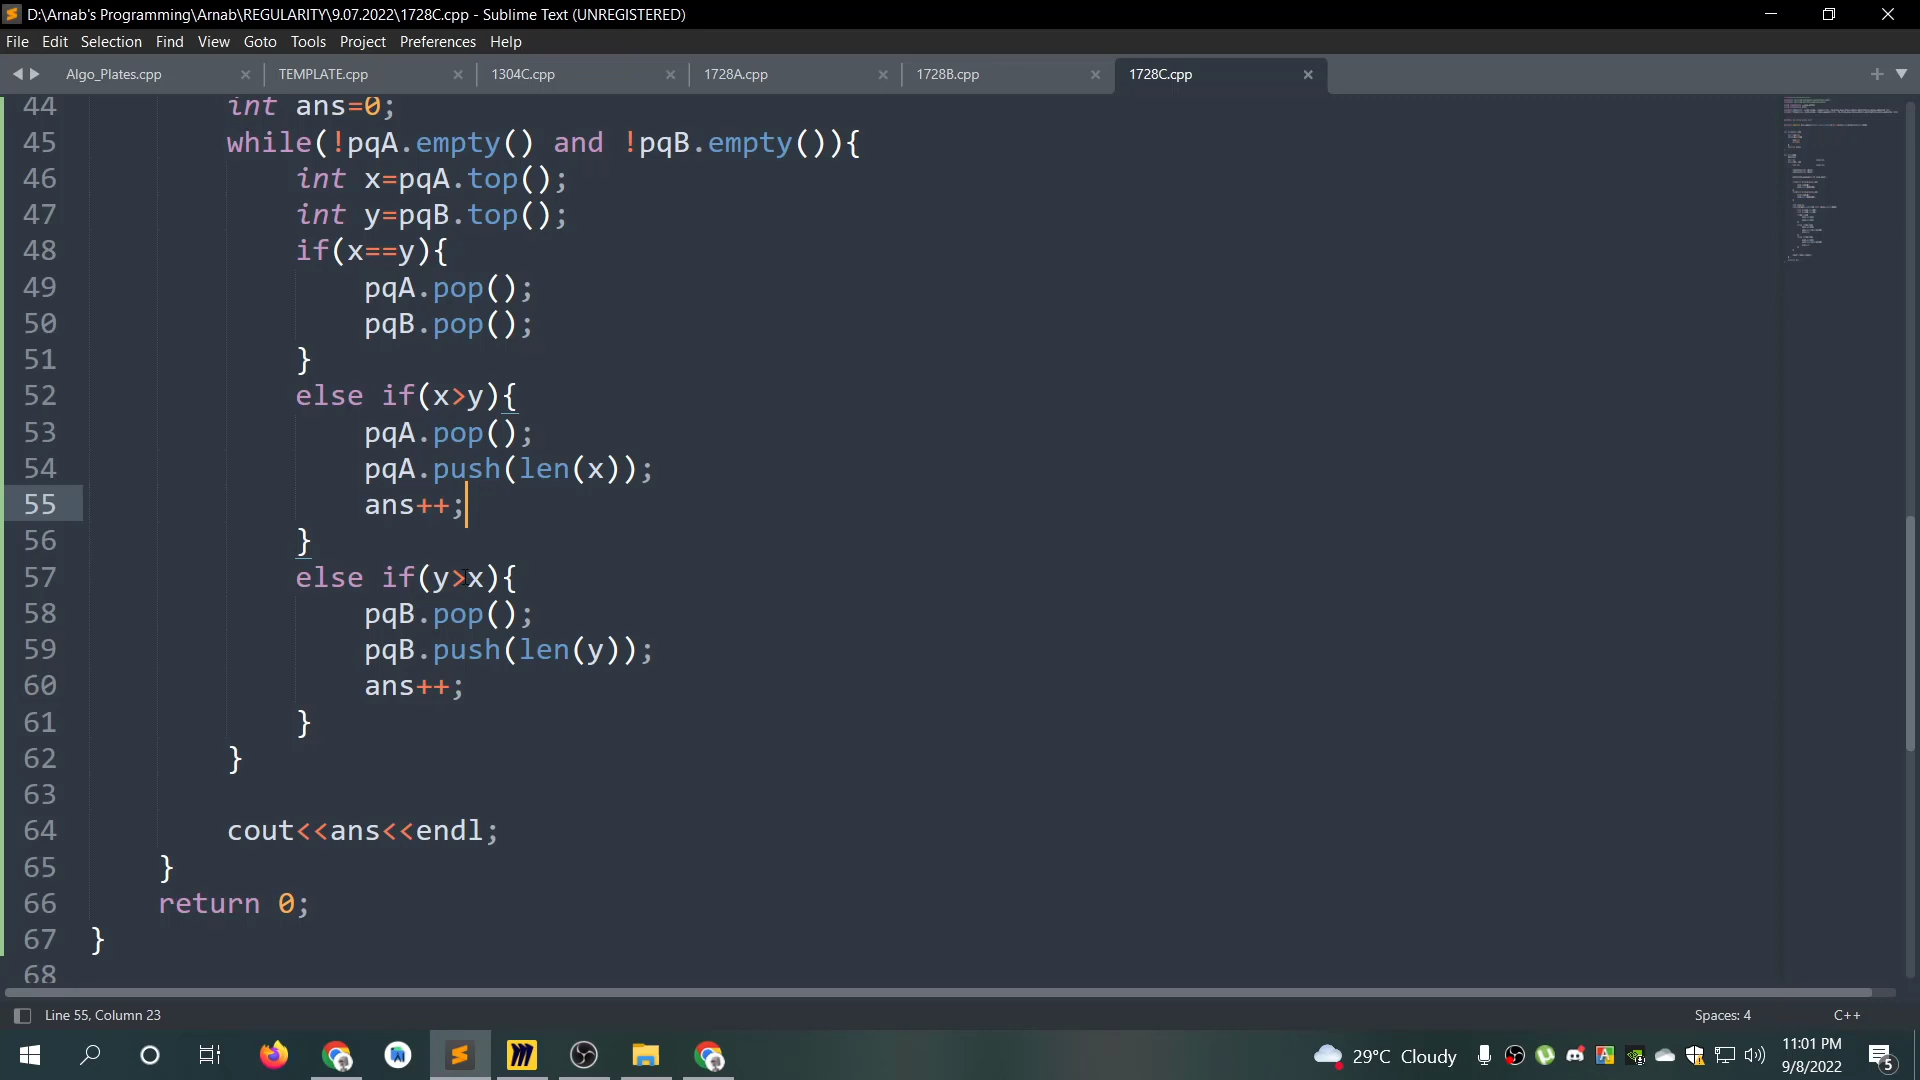 D:\Arnab's Programming\Arnab\REGULARITY\9.07.2022\1728C.cpp - Sublime Text (UNREGISTERED)
File Edit Selection Find View Goto Tools Project Preferences Help
Algo_Plates.cpp TEMPLATE.cpp 1304C.cpp 1728A.cpp 1728B.cpp 1728C.cpp
44 int ans=0;
45 while(!pqA.empty() and !pqB.empty()){
46 int x=pqA.top();
47 int y=pqB.top();
48 if(x==y){
49 pqA.pop();
50 pqB.pop();
51 }
52 else if(x>y){
53 pqA.pop();
54 pqA.push(len(x));
55 ans++;
56 }
57 else if(y>x){
58 pqB.pop();
59 pqB.push(len(y));
60 ans++;
61 }
62 }
63
64 cout<<ans<<endl;
65 }
66 return 0;
67 }
68
Line 55, Column 23 Spaces: 4 C++
29°C Cloudy 11:01 PM
9/8/2022 5